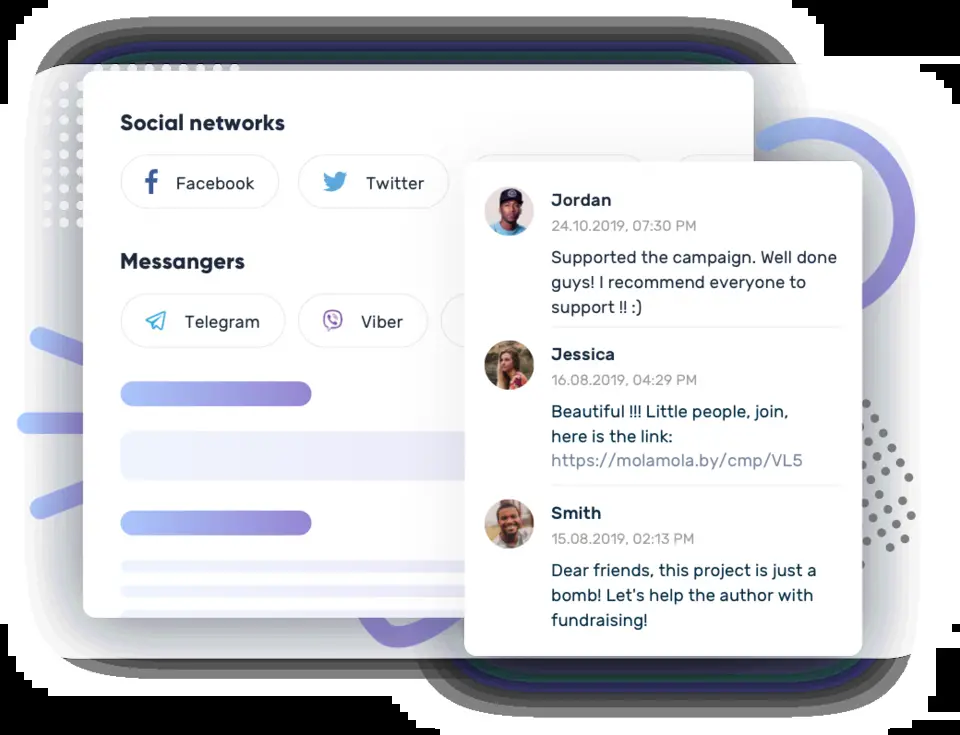 Social networks
Facebook
Twitter
Messangers
Telegram
Viber
Jordan
24.10.2019, 07:30 PM
Supported the campaign. Well done
guys! I recommend everyone to
support !! :)
Jessica
16.08.2019, 04:29 PM
Beautiful !!! Little people, join,
here is the link:
https://molamola.by/cmp/VL5
Smith
15.08.2019, 02:13 PM
Dear friends, this project is just a
bomb! Let's help the author with
fundraising!